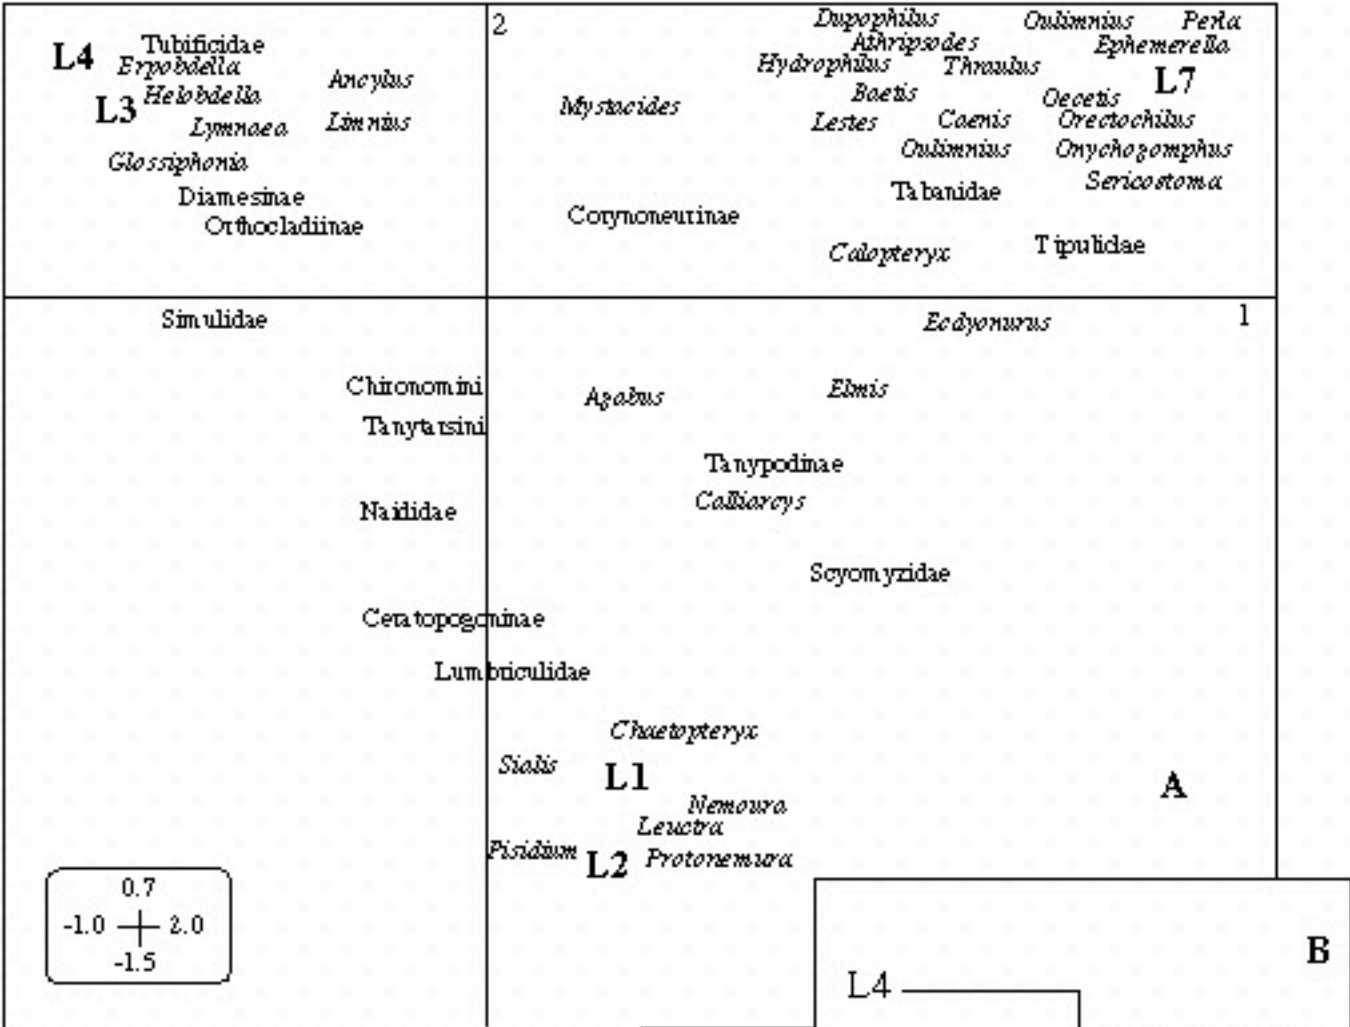 2
Dupophilus
Oulimnius
Perla
L4
Tubificidae
Athripsodes
Ephemerella
Erpobdella
Hydrophilus
Thraulus
Ancylus
L7
L3
Helobdella
Mystacides
Baetis
Oecetis
Lymnaea
Limnius
Lestes
Caenis
Orectochilus
Glossiphonia
Oulimnius
Onychogomphus
Sericostoma
Diamesinae
Tabanidae
Orthocladiinae
Corynoneurinae
Calopteryx
Tipulidae
Simulidae
Ecdyonurus
1
Chironomini
Agabus
Elmis
Tanytarsini
Tanypodinae
Calliarcys
Naididae
Scyomyzidae
Ceratopogoninae
Lumbriculidae
Chaetopteryx
Sialis
L1
A
Nemoura
Leuctra
Pisidium
L2
Protonemura
0.7
-1.0
2.0
-1.5
B
L4